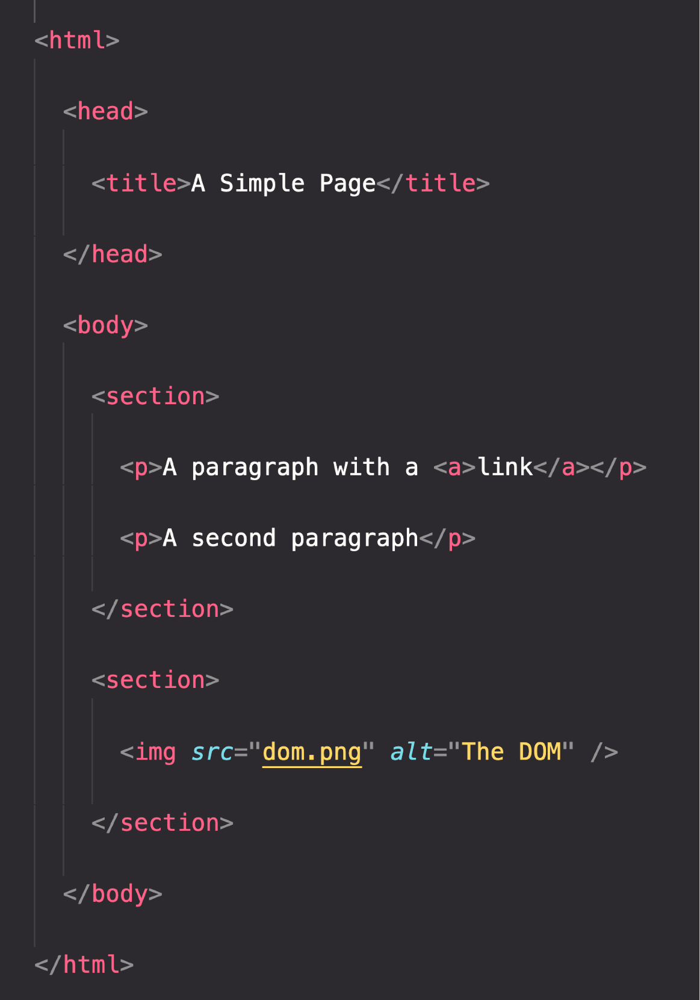 <html>
<head>
<title>A Simple Page</title>
</head>
<body>
<section>
<p>A paragraph with a <a>link</a></p>
<p>A second paragraph</p>
</section>
<section>
<img src="dom.png" alt="The DOM" />
</section>
</body>
</html>